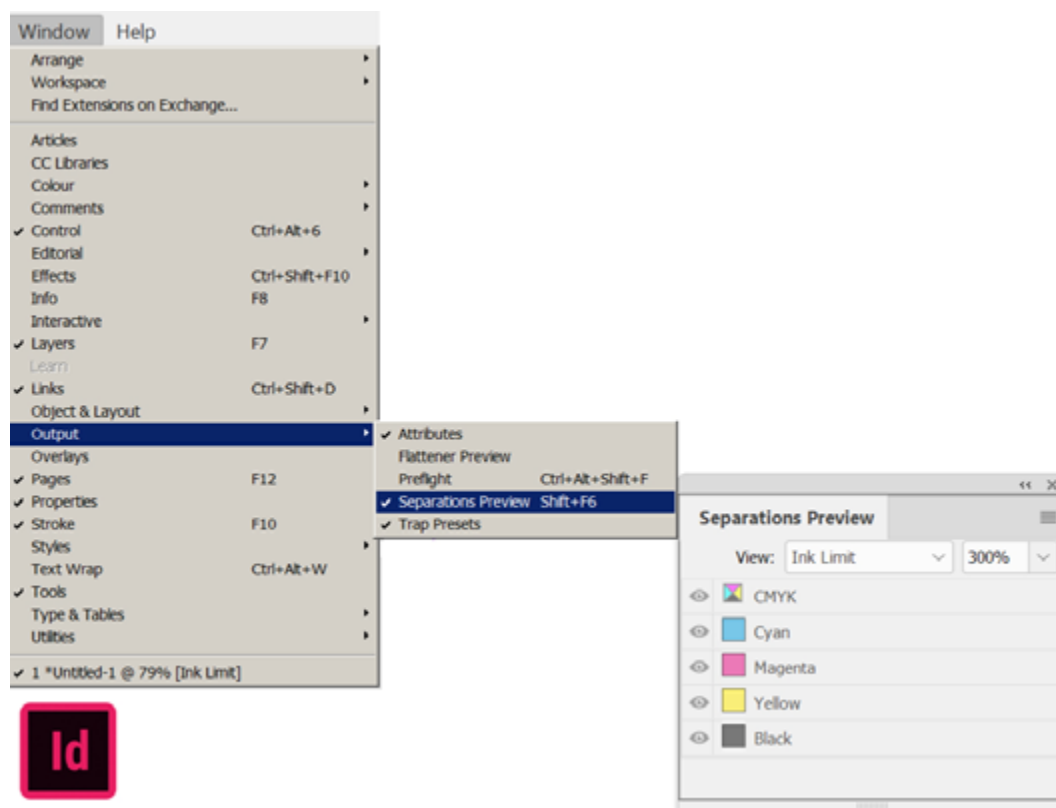 Window Help
Arrange
Workspace
Find Extensions on Exchange...
Articles
CC Libraries
Colour
Comments
Control Ctrl+Alt+6
Editorial
Effects Ctrl+Shift+F10
Info F8
Interactive
Layers F7
Learn
Links Ctrl+Shift+D
Object & Layout
Output
Overlays
Pages F12
Properties
Stroke F10
Styles
Text Wrap Ctrl+Alt+W
Tools
Type & Tables
Utilities
1 *Untitled-1 @ 79% [Ink Limit]
Attributes
Flattener Preview
Preflight Ctrl+Alt+Shift+F
Separations Preview Shift+F6
Trap Presets
Separations Preview
View: Ink Limit 300%
CMYK
Cyan
Magenta
Yellow
Black
Id